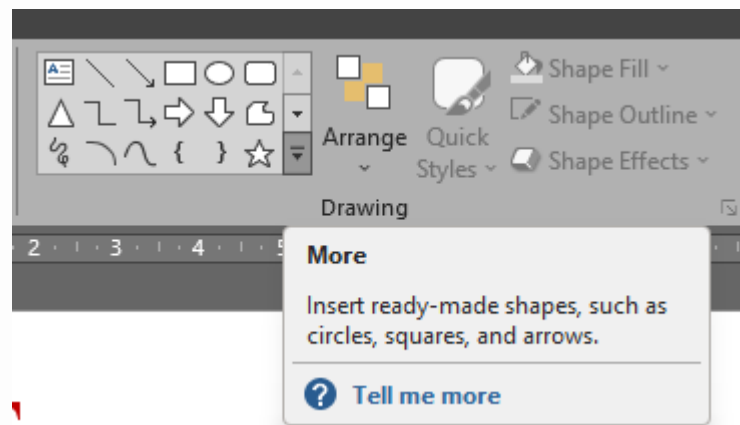 Shape Fill
Arrange Quick Styles Shape Outline
Shape Effects
Drawing
2 3 4 5
More
Insert ready-made shapes, such as
circles, squares, and arrows.
? Tell me more